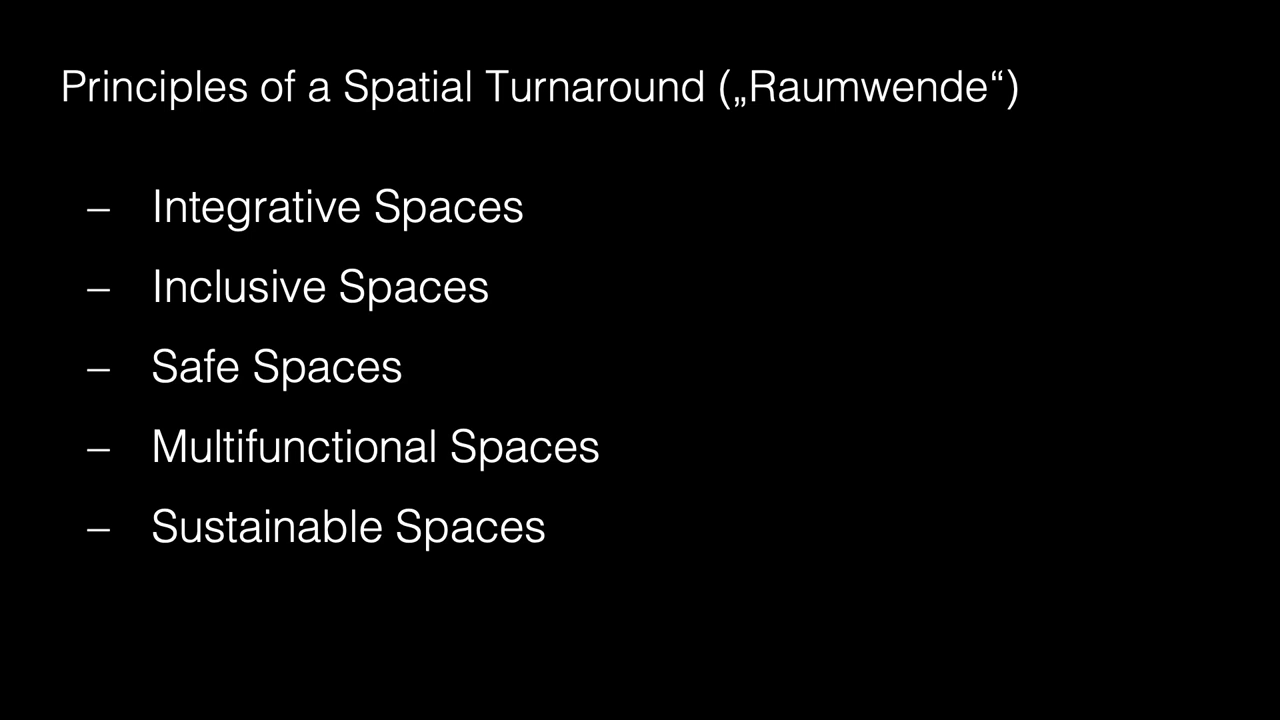 Principles of a Spatial Turnaround („Raumwende“)
– Integrative Spaces
– Inclusive Spaces
– Safe Spaces
– Multifunctional Spaces
– Sustainable Spaces